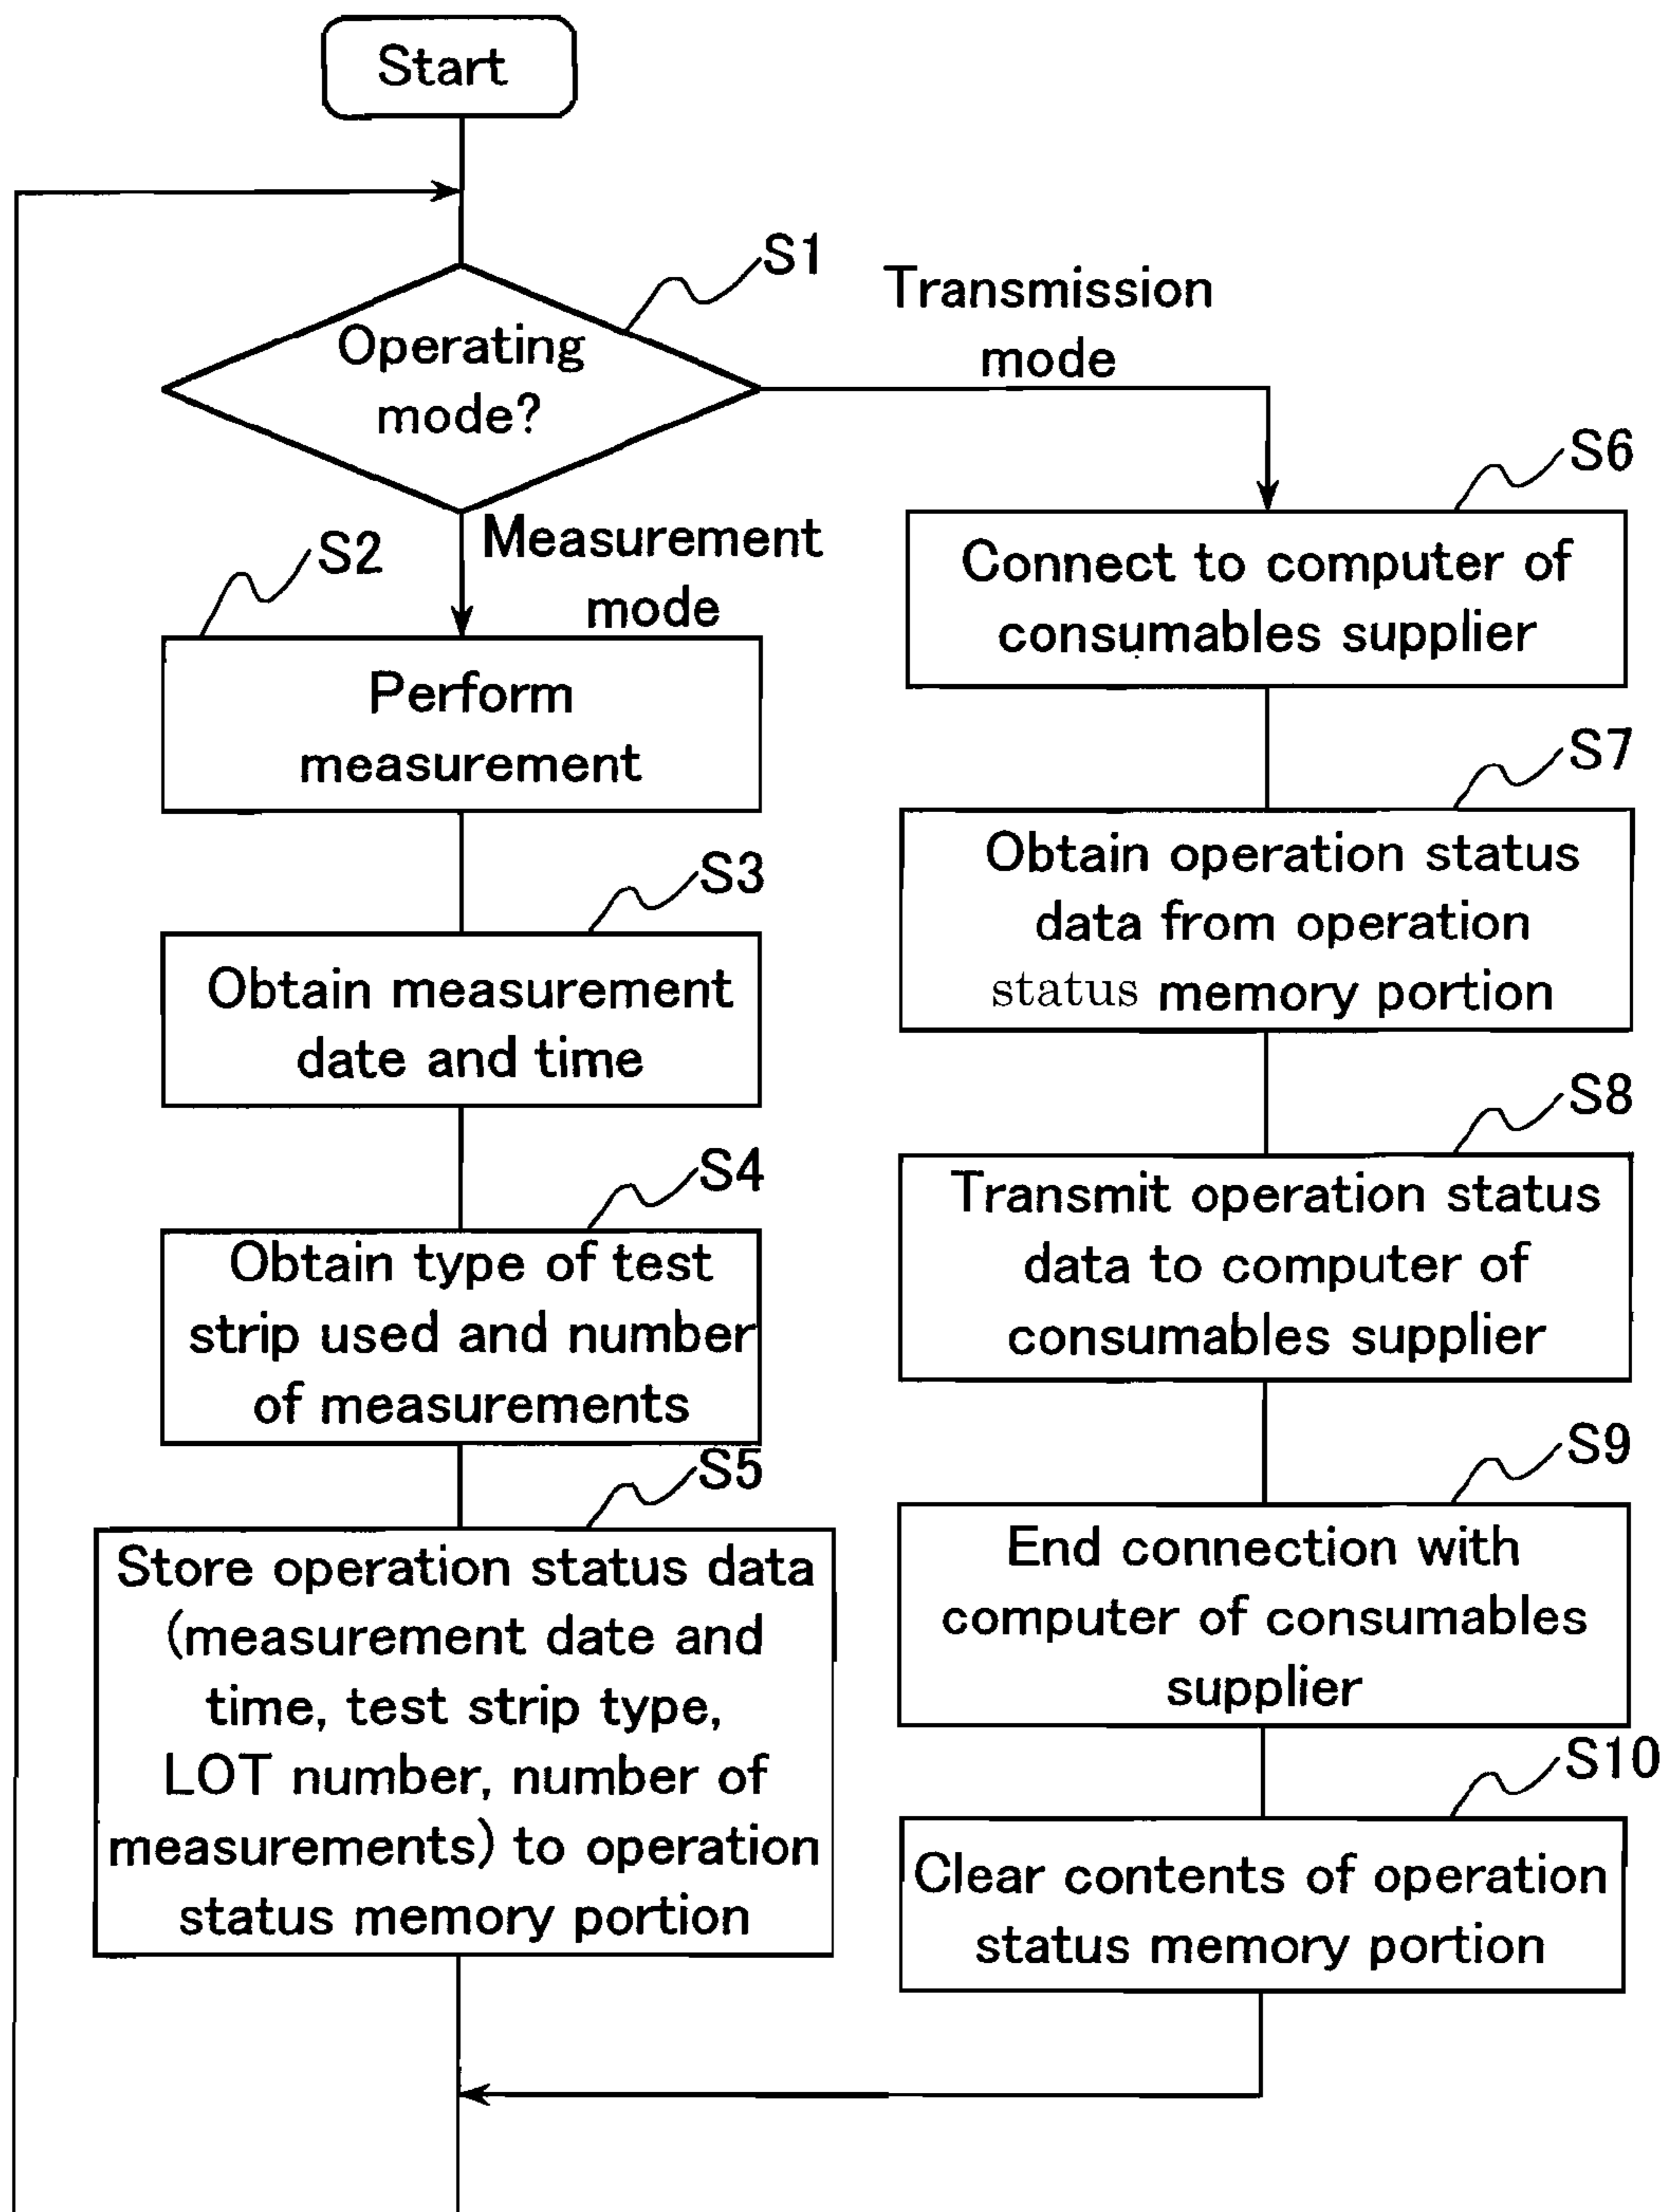 Start
S1
Operating
mode?
Transmission
mode
Measurement
mode
S2
Perform
measurement
S3
Obtain measurement
date and time
S4
Obtain type of test
strip used and number
of measurements
S5
Store operation status data
(measurement date and
time, test strip type,
LOT number, number of
measurements) to operation
status memory portion
S6
Connect to computer of
consumables supplier
S7
Obtain operation status
data from operation
status memory portion
S8
Transmit operation status
data to computer of
consumables supplier
S9
End connection with
computer of consumables
supplier
S10
Clear contents of operation
status memory portion